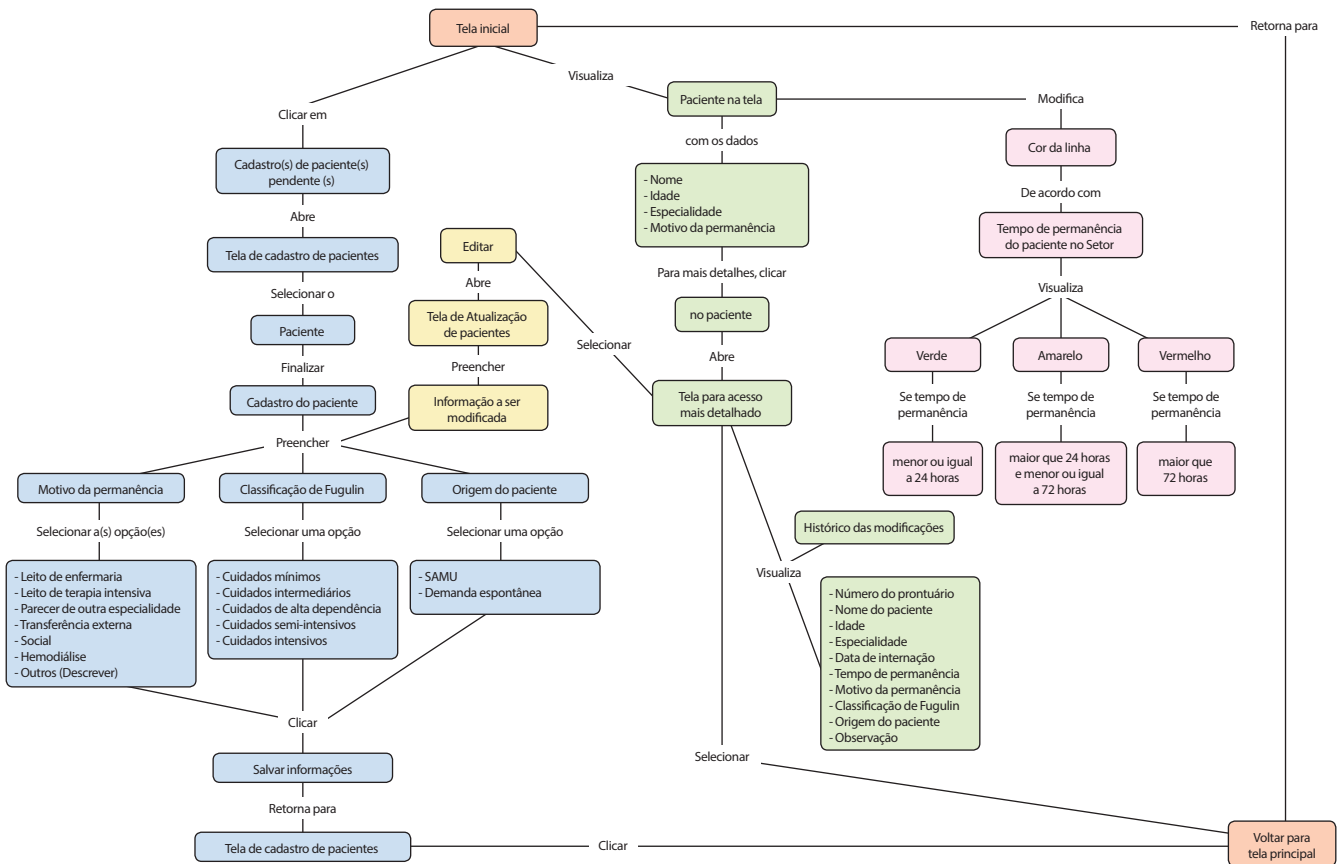 Tela inicial
Retorna para
Visualiza
Clicar em
Cadastro(s) de paciente(s)
pendente (s)
Abre
Tela de cadastro de pacientes
Selecionar o
Paciente
Finalizar
Cadastro do paciente
Preencher
Motivo da permanência
Selecionar a(s) opção(es)
- Leito de enfermaria
- Leito de terapia intensiva
- Parecer de outra especialidade
- Transferência externa
- Social
- Hemodiálise
- Outros (Descrever)
Classificação de Fugulin
Selecionar uma opção
- Cuidados mínimos
- Cuidados intermediários
- Cuidados de alta dependência
- Cuidados semi-intensivos
- Cuidados intensivos
Origem do paciente
Selecionar uma opção
- SAMU
- Demanda espontânea
Clicar
Salvar informações
Retorna para
Tela de cadastro de pacientes
Clicar
Editar
Abre
Tela de Atualização
de pacientes
Preencher
Informação a ser
modificada
Selecionar
Paciente na tela
com os dados
- Nome
- Idade
- Especialidade
- Motivo da permanência
Para mais detalhes, clicar
no paciente
Abre
Tela para acesso
mais detalhado
Visualiza
Histórico das modificações
- Número do prontuário
- Nome do paciente
- Idade
- Especialidade
- Data de internação
- Tempo de permanência
- Motivo da permanência
- Classificação de Fugulin
- Origem do paciente
- Observação
Selecionar
Modifica
Cor da linha
De acordo com
Tempo de permanência
do paciente no Setor
Visualiza
Verde
Se tempo de
permanência
menor ou igual
a 24 horas
Amarelo
Se tempo de
permanência
maior que 24 horas
e menor ou igual
a 72 horas
Vermelho
Se tempo de
permanência
maior que
72 horas
Voltar para
tela principal